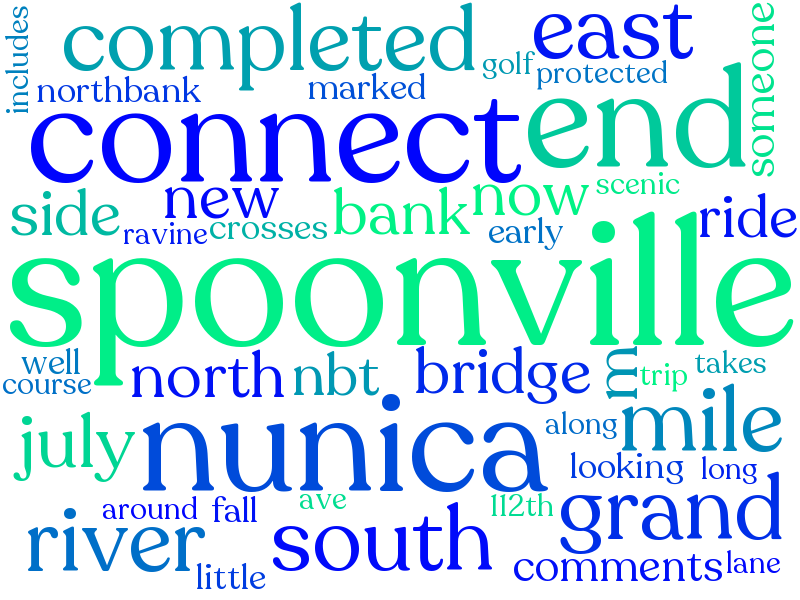 includes
completed
golf
east
protected
someone
northbank
marked
connect
end
side
new
bank
now
scenic
ravine
crosses
early
ride
spoonville
well
course
north
nbt
bridge
m
trip
takes
july
nunica
along
mile
looking
long
around
fall
ave
112th
grand
river
little
south
comments
lane